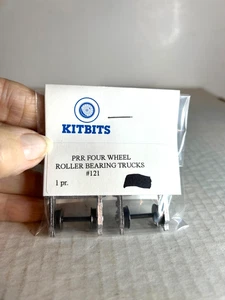 KITBITS
PRR FOUR WHEEL
ROLLER BEARING TRUCKS
#121
1 pr.